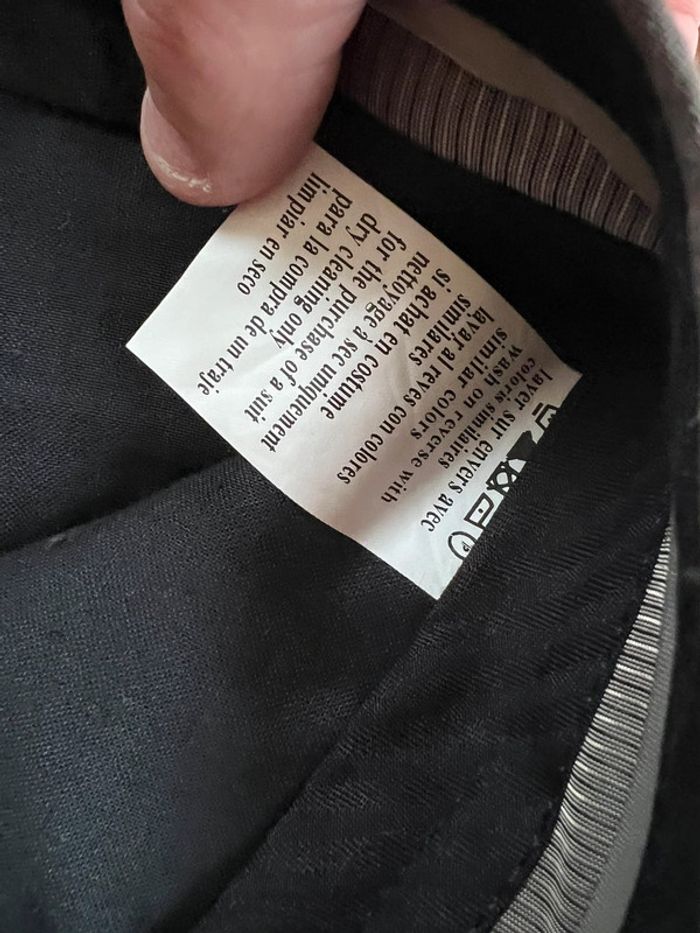 laver sur envers avec
coloris similaires
wash on reverse with
similar colors
lavar al reves con colores
similares
si achat en costume
nettoyage à sec uniquement
for the purchase of a suit
dry cleaning only
para la compra de un traje
limpiar en seco